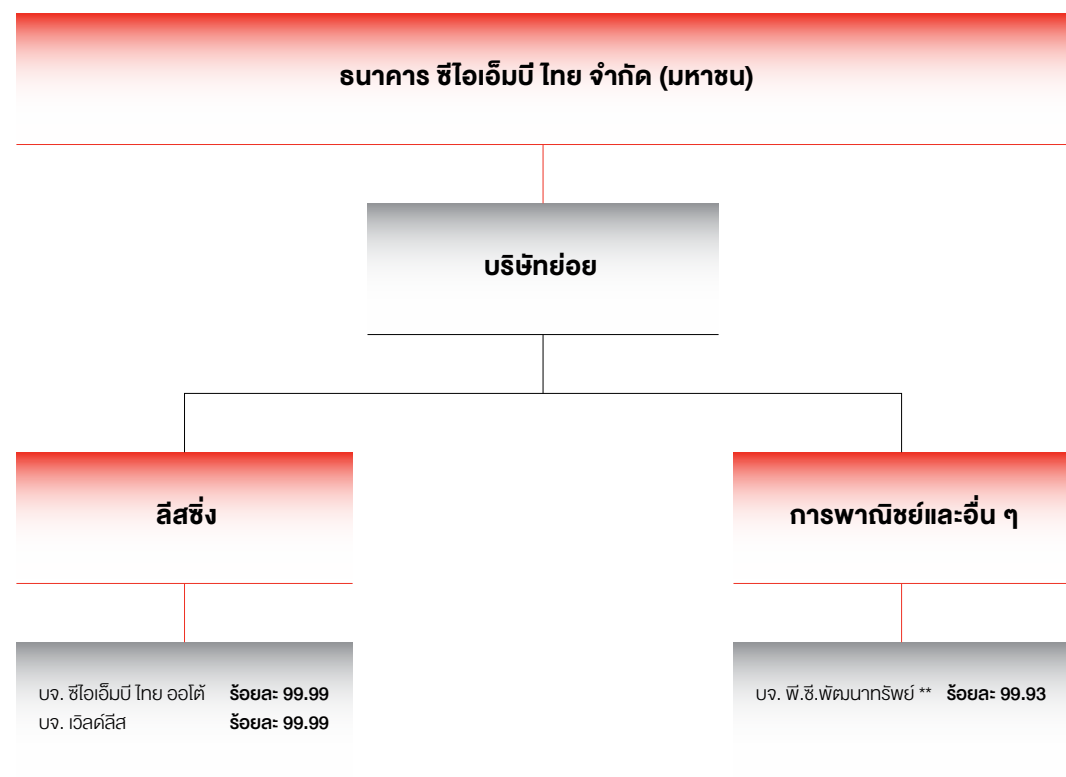 ธนาคาร ซีไอเอ็มบี ไทย จำกัด (มหาชน)
บริษัทย่อย
ลีสซิ่ง
การพาณิชย์และอื่น ๆ
บจ. ซีไอเอ็มบี ไทย ออโต้ ร้อยละ 99.99
บจ. เวิลด์ลีส ร้อยละ 99.99
บจ. พี.ซี.พัฒนาทรัพย์ ** ร้อยละ 99.93